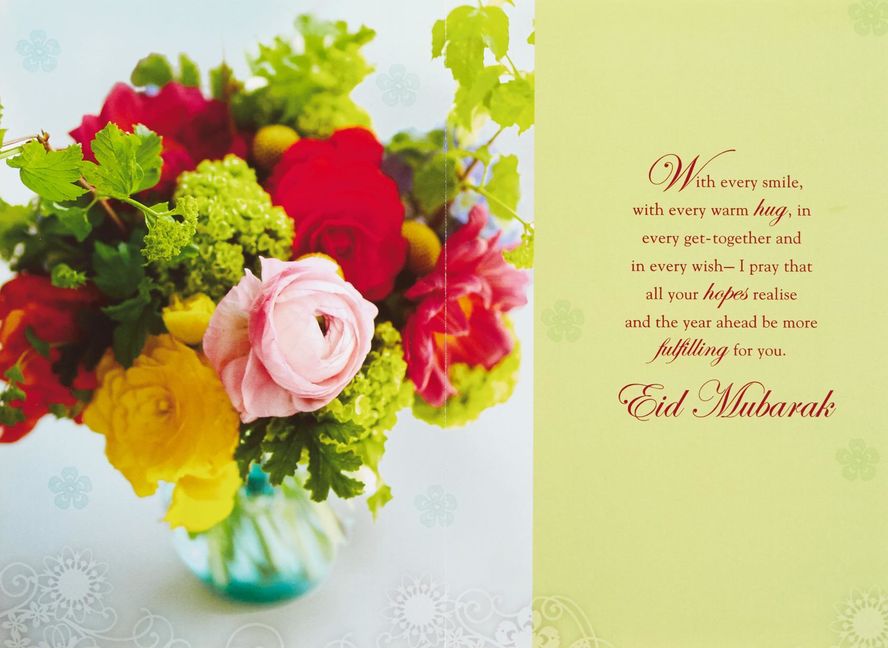 With every smile,
with every warm hug, in
every get-together and
in every wish— I pray that
all your hopes realise
and the year ahead be more
fulfilling for you.
Eid Mubarak